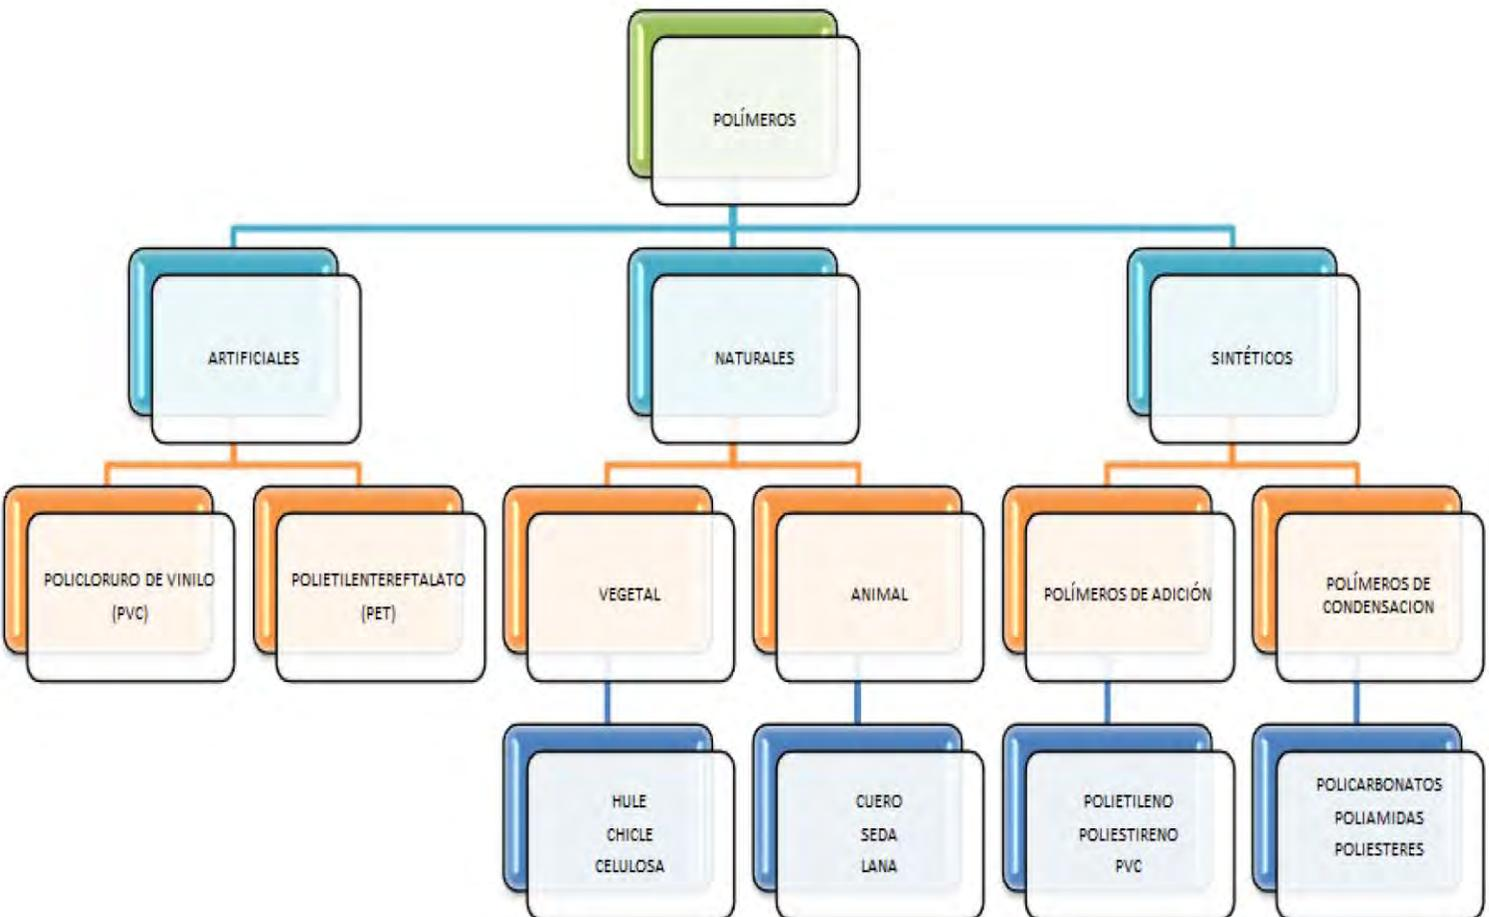 POLÍMEROS
ARTIFICIALES
NATURALES
SINTÉTICOS
POLICLORURO DE VINILO
(PVC)
POLIETILENTEREFTALATO
(PET)
VEGETAL
ANIMAL
POLÍMEROS DE ADICIÓN
POLÍMEROS DE
CONDENSACION
HULE
CHICLE
CELULOSA
CUERO
SEDA
LANA
POLIETILENO
POLIESTIRENO
PVC
POLICARBONATOS
POLIAMIDAS
POLIESTERES